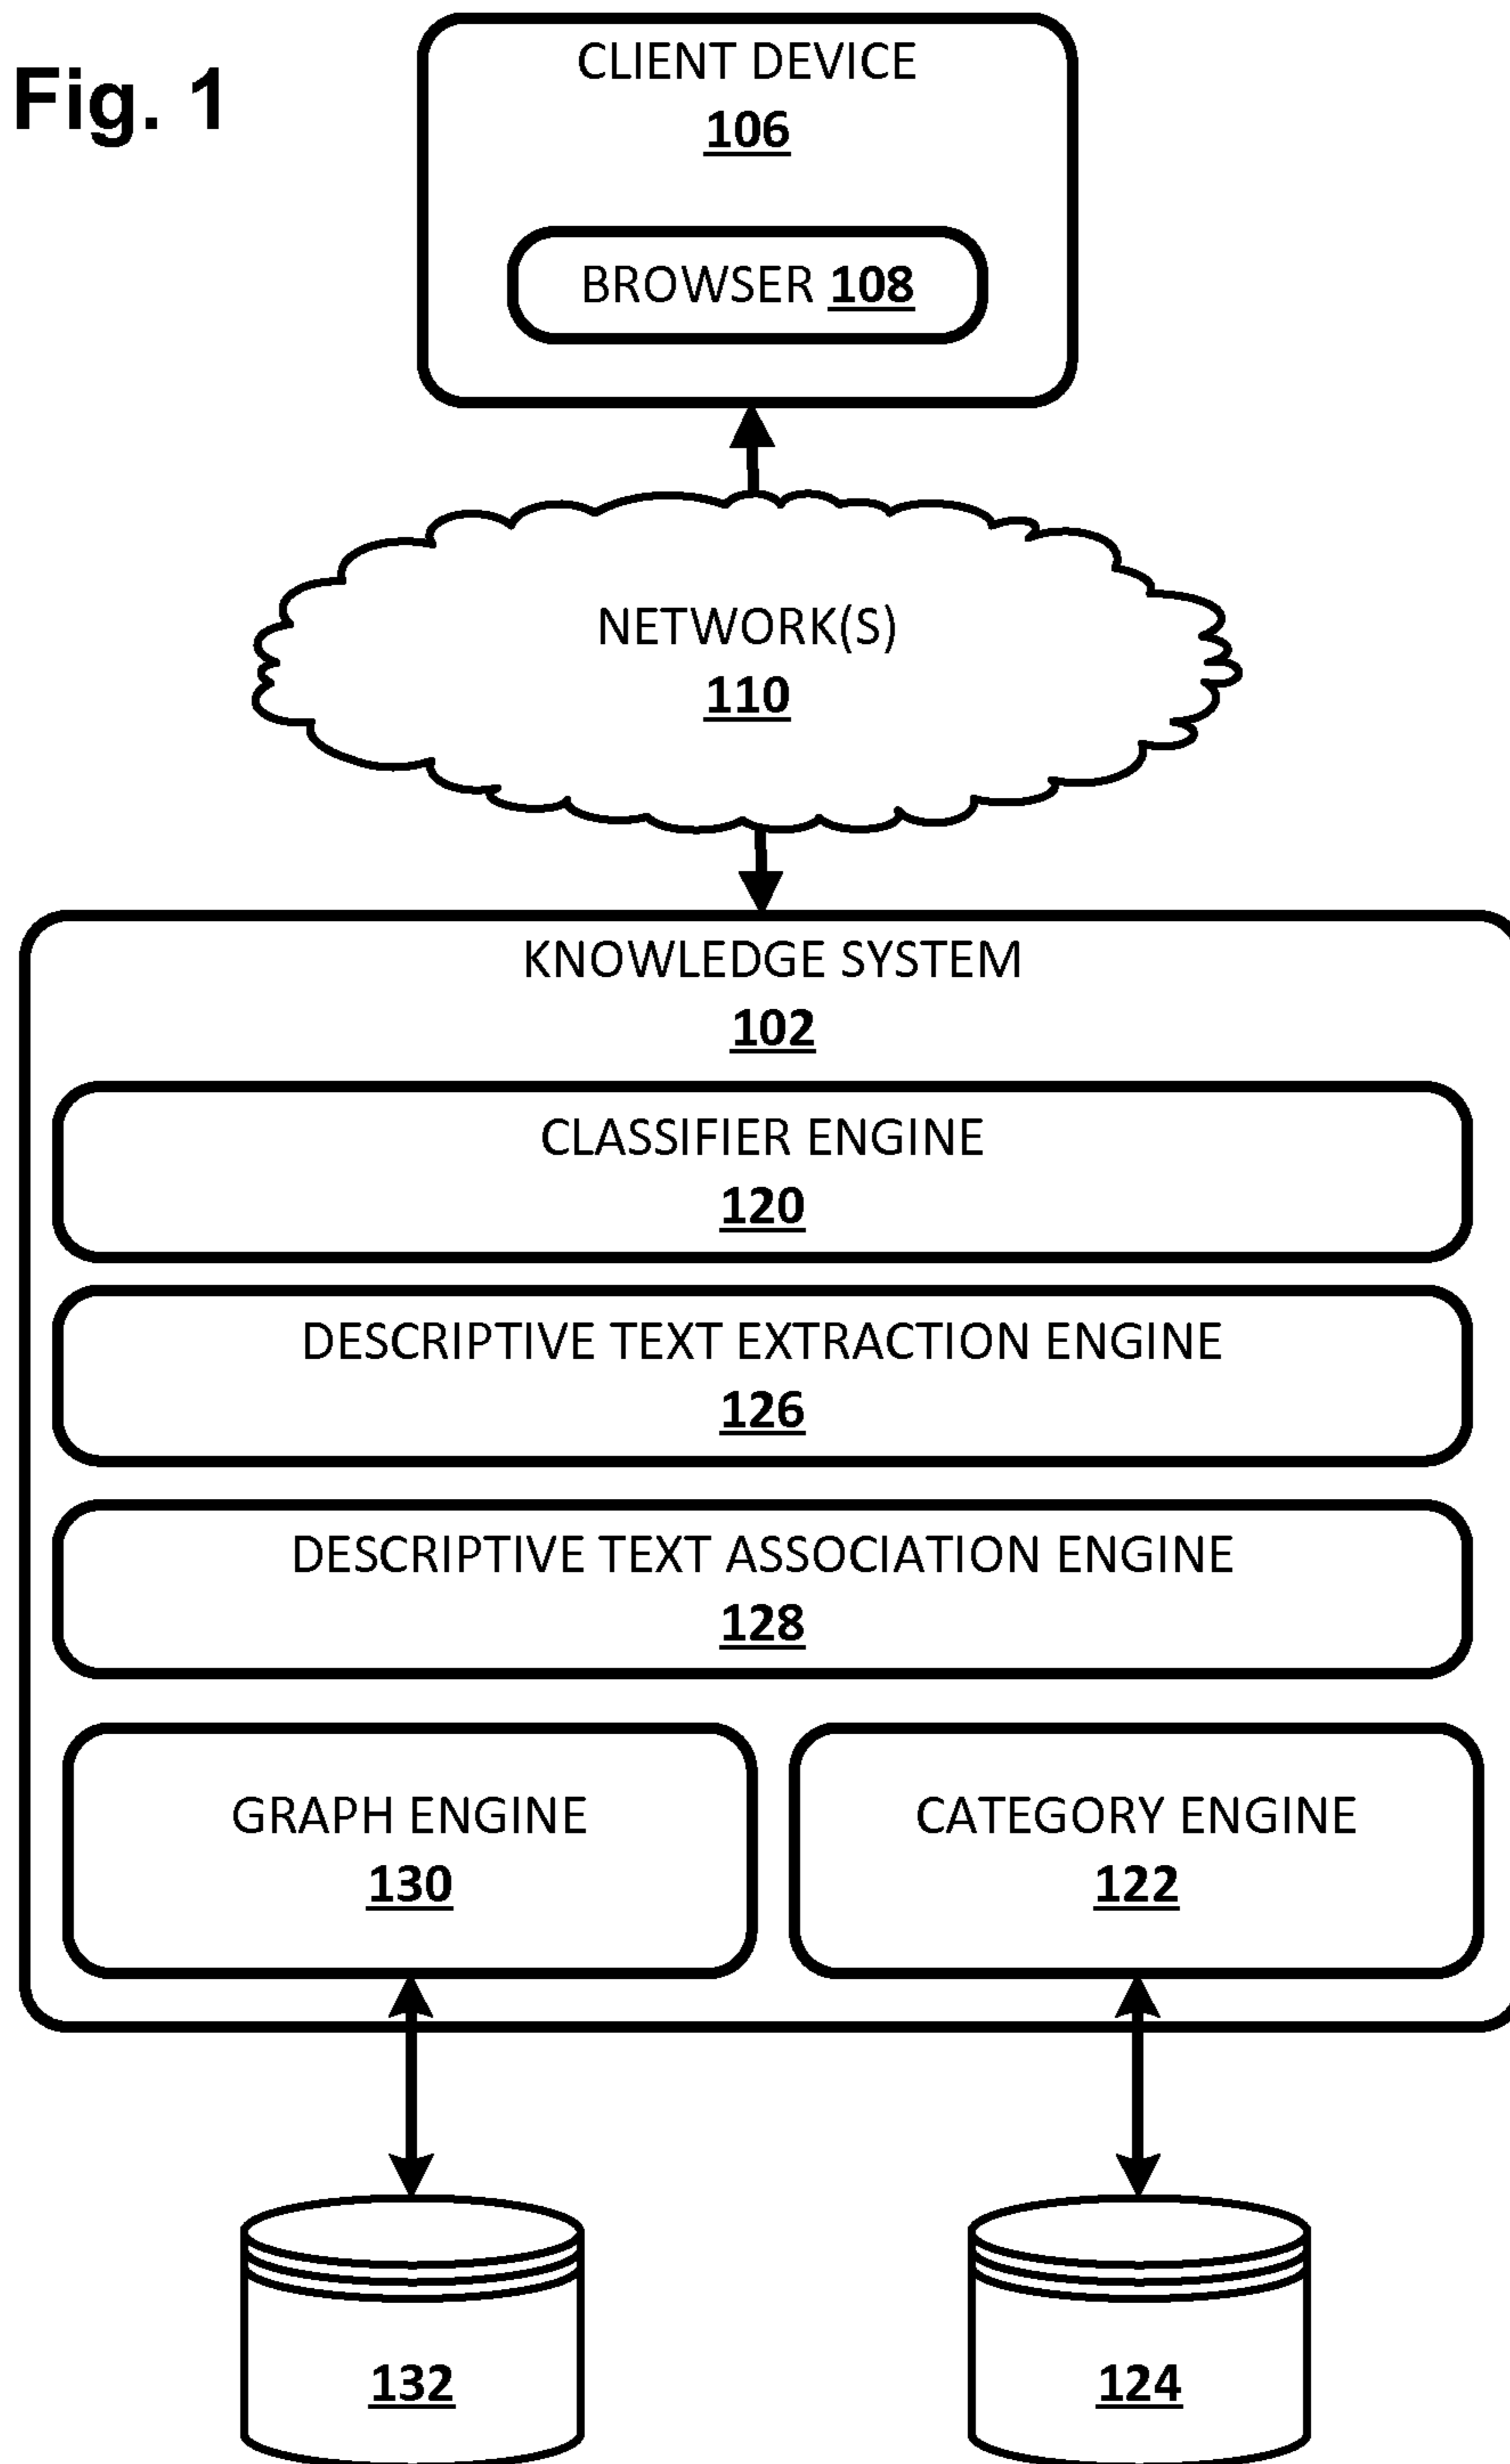 Fig. 1
CLIENT DEVICE
106
BROWSER 108
NETWORK(S)
110
KNOWLEDGE SYSTEM
102
CLASSIFIER ENGINE
120
DESCRIPTIVE TEXT EXTRACTION ENGINE
126
DESCRIPTIVE TEXT ASSOCIATION ENGINE
128
GRAPH ENGINE
130
CATEGORY ENGINE
122
132
124